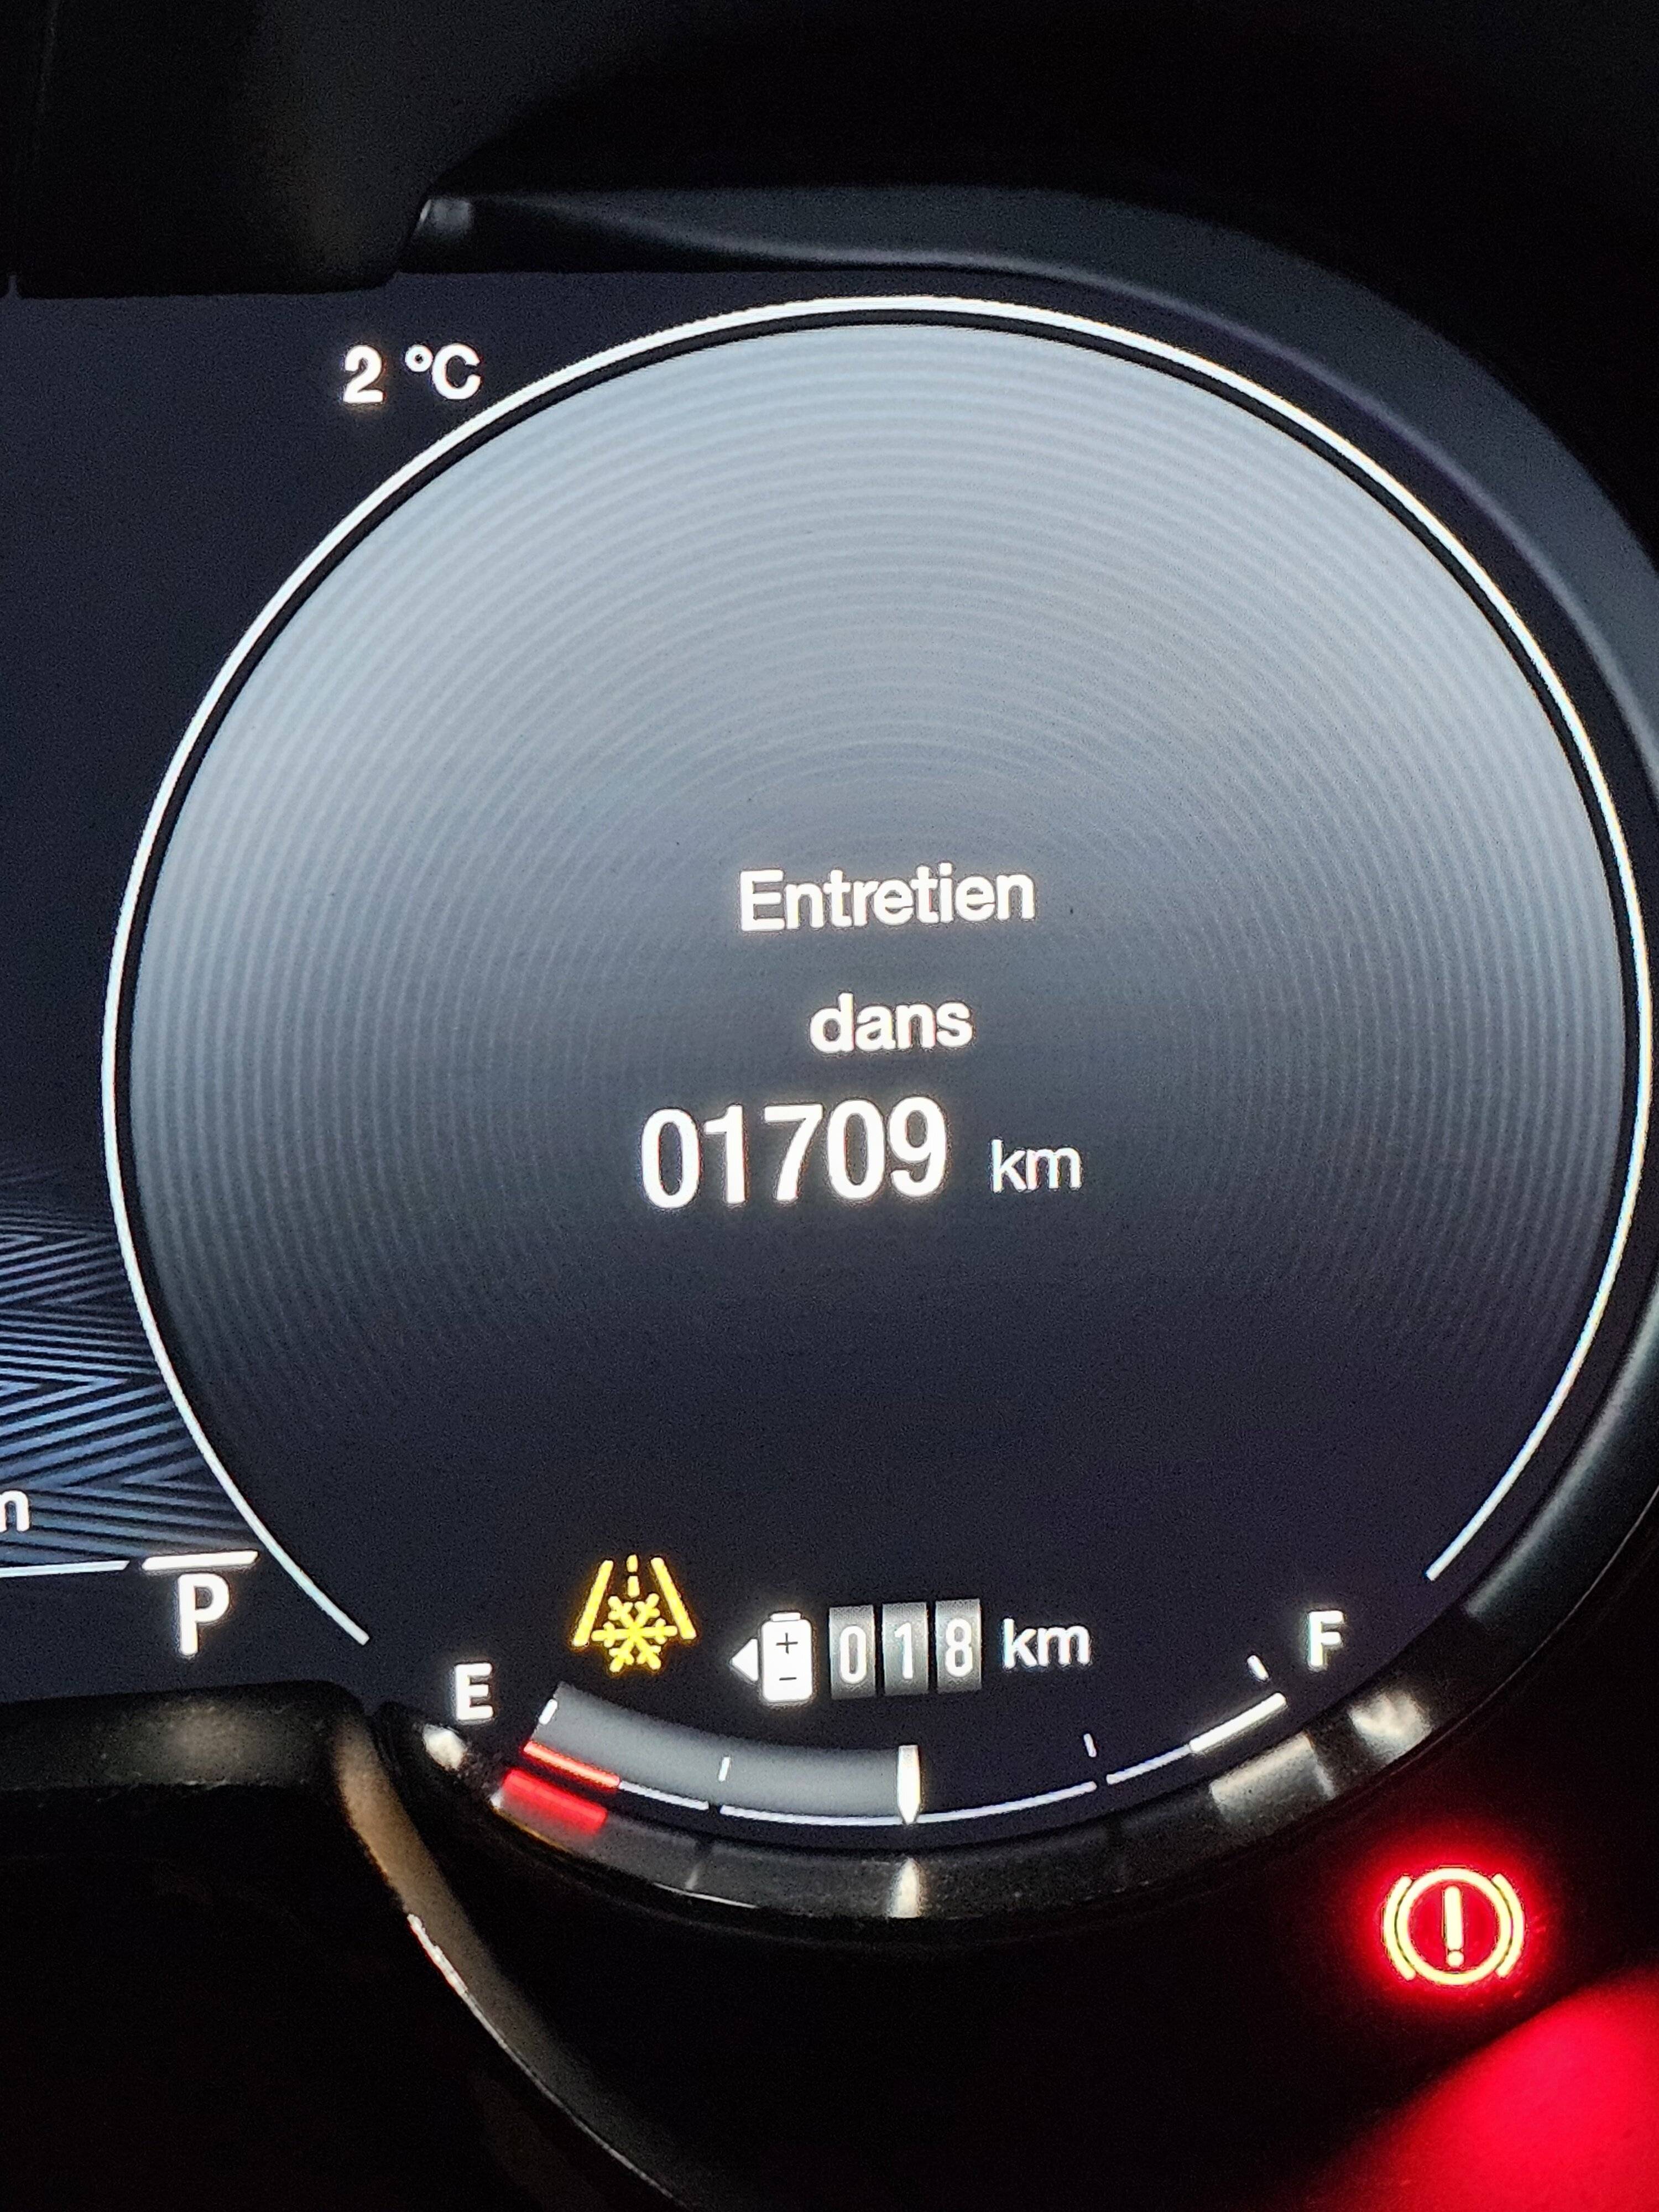 2 °C
Entretien
dans
01709 km
n
P
E
018 km
F